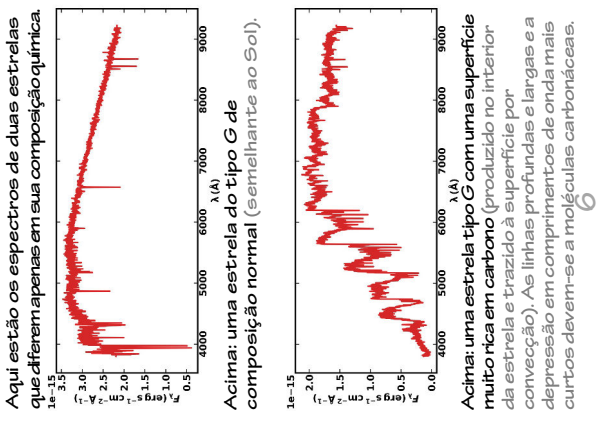 Aqui estão os espectros de duas estrelas
que diferem apenas em sua composição química.
1e-15
3.5
3.0
2.5
2.0
1.5
1.0
0.5
Fλ (erg s⁻¹ cm⁻² Å⁻¹)
4000
5000
6000
7000
8000
9000
λ (Å)
Acima: uma estrela do tipo G de
composição normal (semelhante ao Sol).
1e-15
2.0
1.5
1.0
0.5
0.0
Fλ (erg s⁻¹ cm⁻² Å⁻¹)
4000
5000
6000
7000
8000
9000
λ (Å)
Acima: uma estrela tipo G com uma superfície
muito rica em carbono (produzido no interior
da estrela e trazido à superfície por
convecção). As linhas profundas e largas e a
depressão em comprimentos de onda mais
curtos devem-se a moléculas carbonáceas.
6